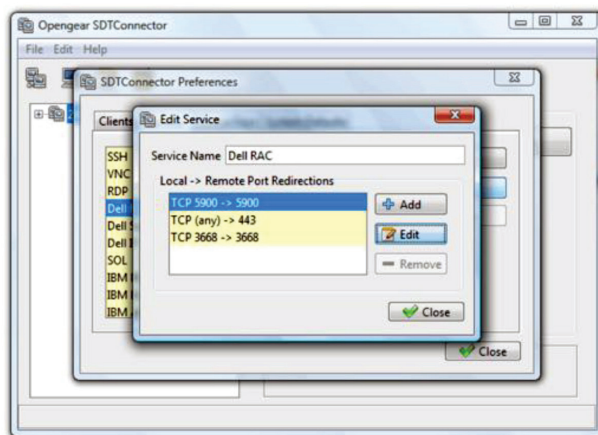 Opengear SDTConnector
File Edit Help
SDTConnector Preferences
Clients
Edit Service
SSH
VNC
RDP
Dell
Dell
Dell
SOL
IBM
IBM
IBM
Service Name Dell RAC
Local -> Remote Port Redirections
TCP 5900 -> 5900
TCP (any) -> 443
TCP 3668 -> 3668
Add
Edit
Remove
Close
Close